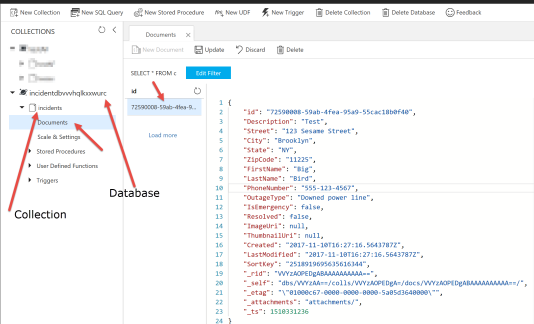 New Collection New SQL Query New Stored Procedure New UDF New Trigger Delete Collection Delete Database Feedback
COLLECTIONS
Documents
New Document Update Discard Delete
SELECT * FROM c Edit Filter
id
72590008-59ab-4fea-9...
Load more
incidentdbvvvhqlkxxwurc
incidents
Documents
Scale & Settings
Stored Procedures
User Defined Functions
Triggers
Database
Collection
1 {
2 "id": "72590008-59ab-4fea-95a9-55cac18b0f40",
3 "Description": "Test",
4 "Street": "123 Sesame Street",
5 "City": "Brooklyn",
6 "State": "NY",
7 "ZipCode": "11225",
8 "FirstName": "Big",
9 "LastName": "Bird",
10 "PhoneNumber": "555-123-4567",
11 "OutageType": "Downed power line",
12 "IsEmergency": false,
13 "Resolved": false,
14 "ImageUri": null,
15 "ThumbnailUri": null,
16 "Created": "2017-11-10T16:27:16.5643787Z",
17 "LastModified": "2017-11-10T16:27:16.5643787Z",
18 "SortKey": "2518919695635616344",
19 "_rid": "VVYzAOPEDgABAAAAAAAAAA==",
20 "_self": "dbs/VVYzAA==/colls/VVYzAOPEDgA=/docs/VVYzAOPEDgABAAAAAAAAAA==/",
21 "_etag": "\"01000c67-0000-0000-0000-5a05d3640000\"",
22 "_attachments": "attachments/",
23 "_ts": 1510331236
24 }